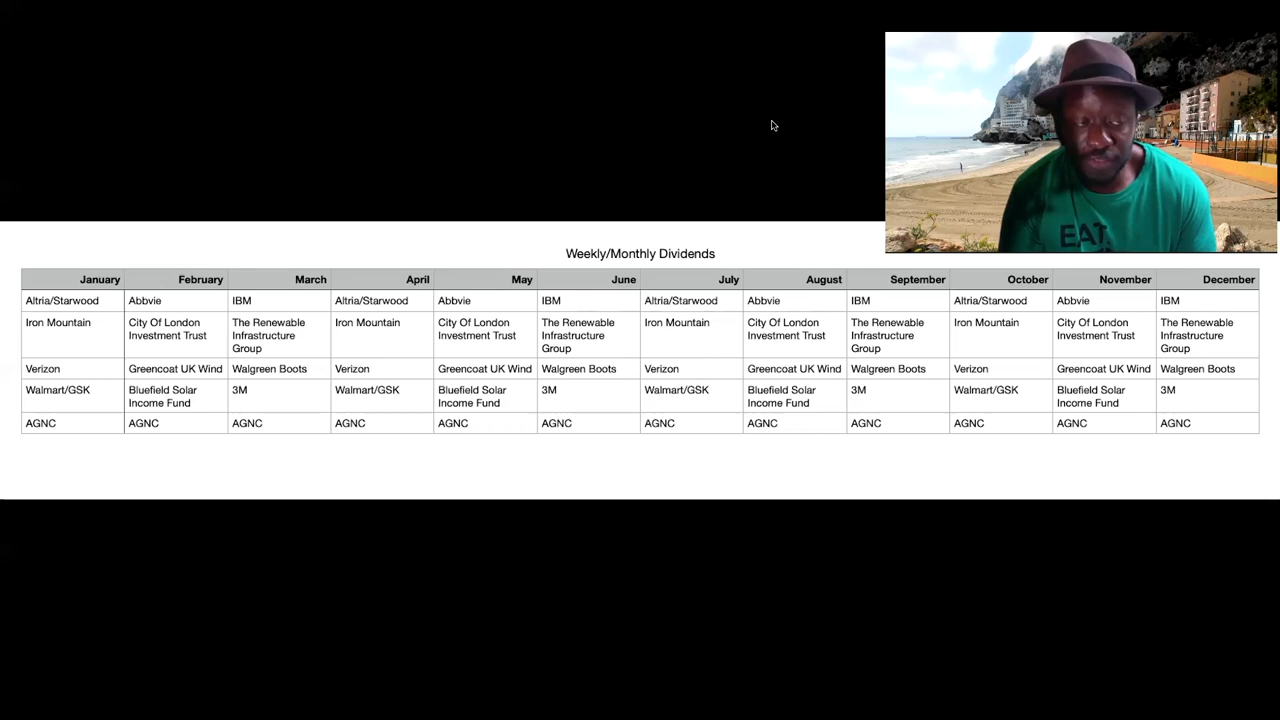 EAT
Weekly/Monthly Dividends
January February March April May June July August September October November December
Altria/Starwood Abbvie IBM Altria/Starwood Abbvie IBM Altria/Starwood Abbvie IBM Altria/Starwood Abbvie IBM
Iron Mountain City Of London The Renewable Iron Mountain City Of London The Renewable Iron Mountain City Of London The Renewable Iron Mountain City Of London The Renewable
Investment Trust Infrastructure Investment Trust Infrastructure Investment Trust Infrastructure Investment Trust Infrastructure
Group Group Group Group
Verizon Greencoat UK Wind Walgreen Boots Verizon Greencoat UK Wind Walgreen Boots Verizon Greencoat UK Wind Walgreen Boots Verizon Greencoat UK Wind Walgreen Boots
Walmart/GSK Bluefield Solar 3M Walmart/GSK Bluefield Solar 3M Walmart/GSK Bluefield Solar 3M Walmart/GSK Bluefield Solar 3M
Income Fund Income Fund Income Fund Income Fund
AGNC AGNC AGNC AGNC AGNC AGNC AGNC AGNC AGNC AGNC AGNC AGNC